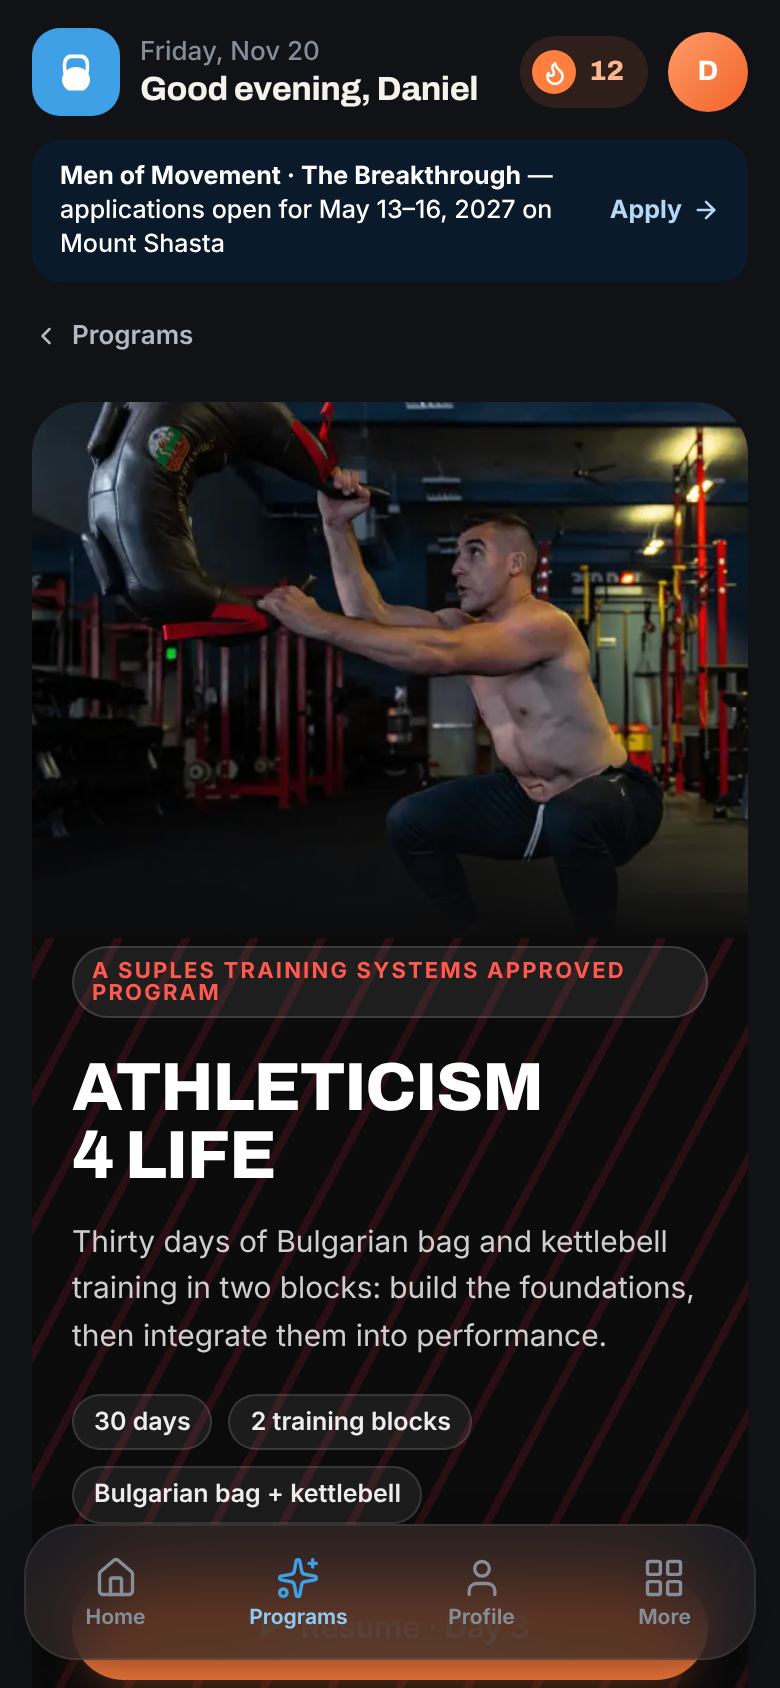 Friday, Nov 20
Good evening, Daniel
12
D
Men of Movement · The Breakthrough —
applications open for May 13–16, 2027 on
Mount Shasta
Apply →
Programs
A SUPLES TRAINING SYSTEMS APPROVED
PROGRAM
ATHLETICISM
4 LIFE
Thirty days of Bulgarian bag and kettlebell
training in two blocks: build the foundations,
then integrate them into performance.
30 days
2 training blocks
Bulgarian bag + kettlebell
Resume · Day 3
Home
Programs
Profile
More